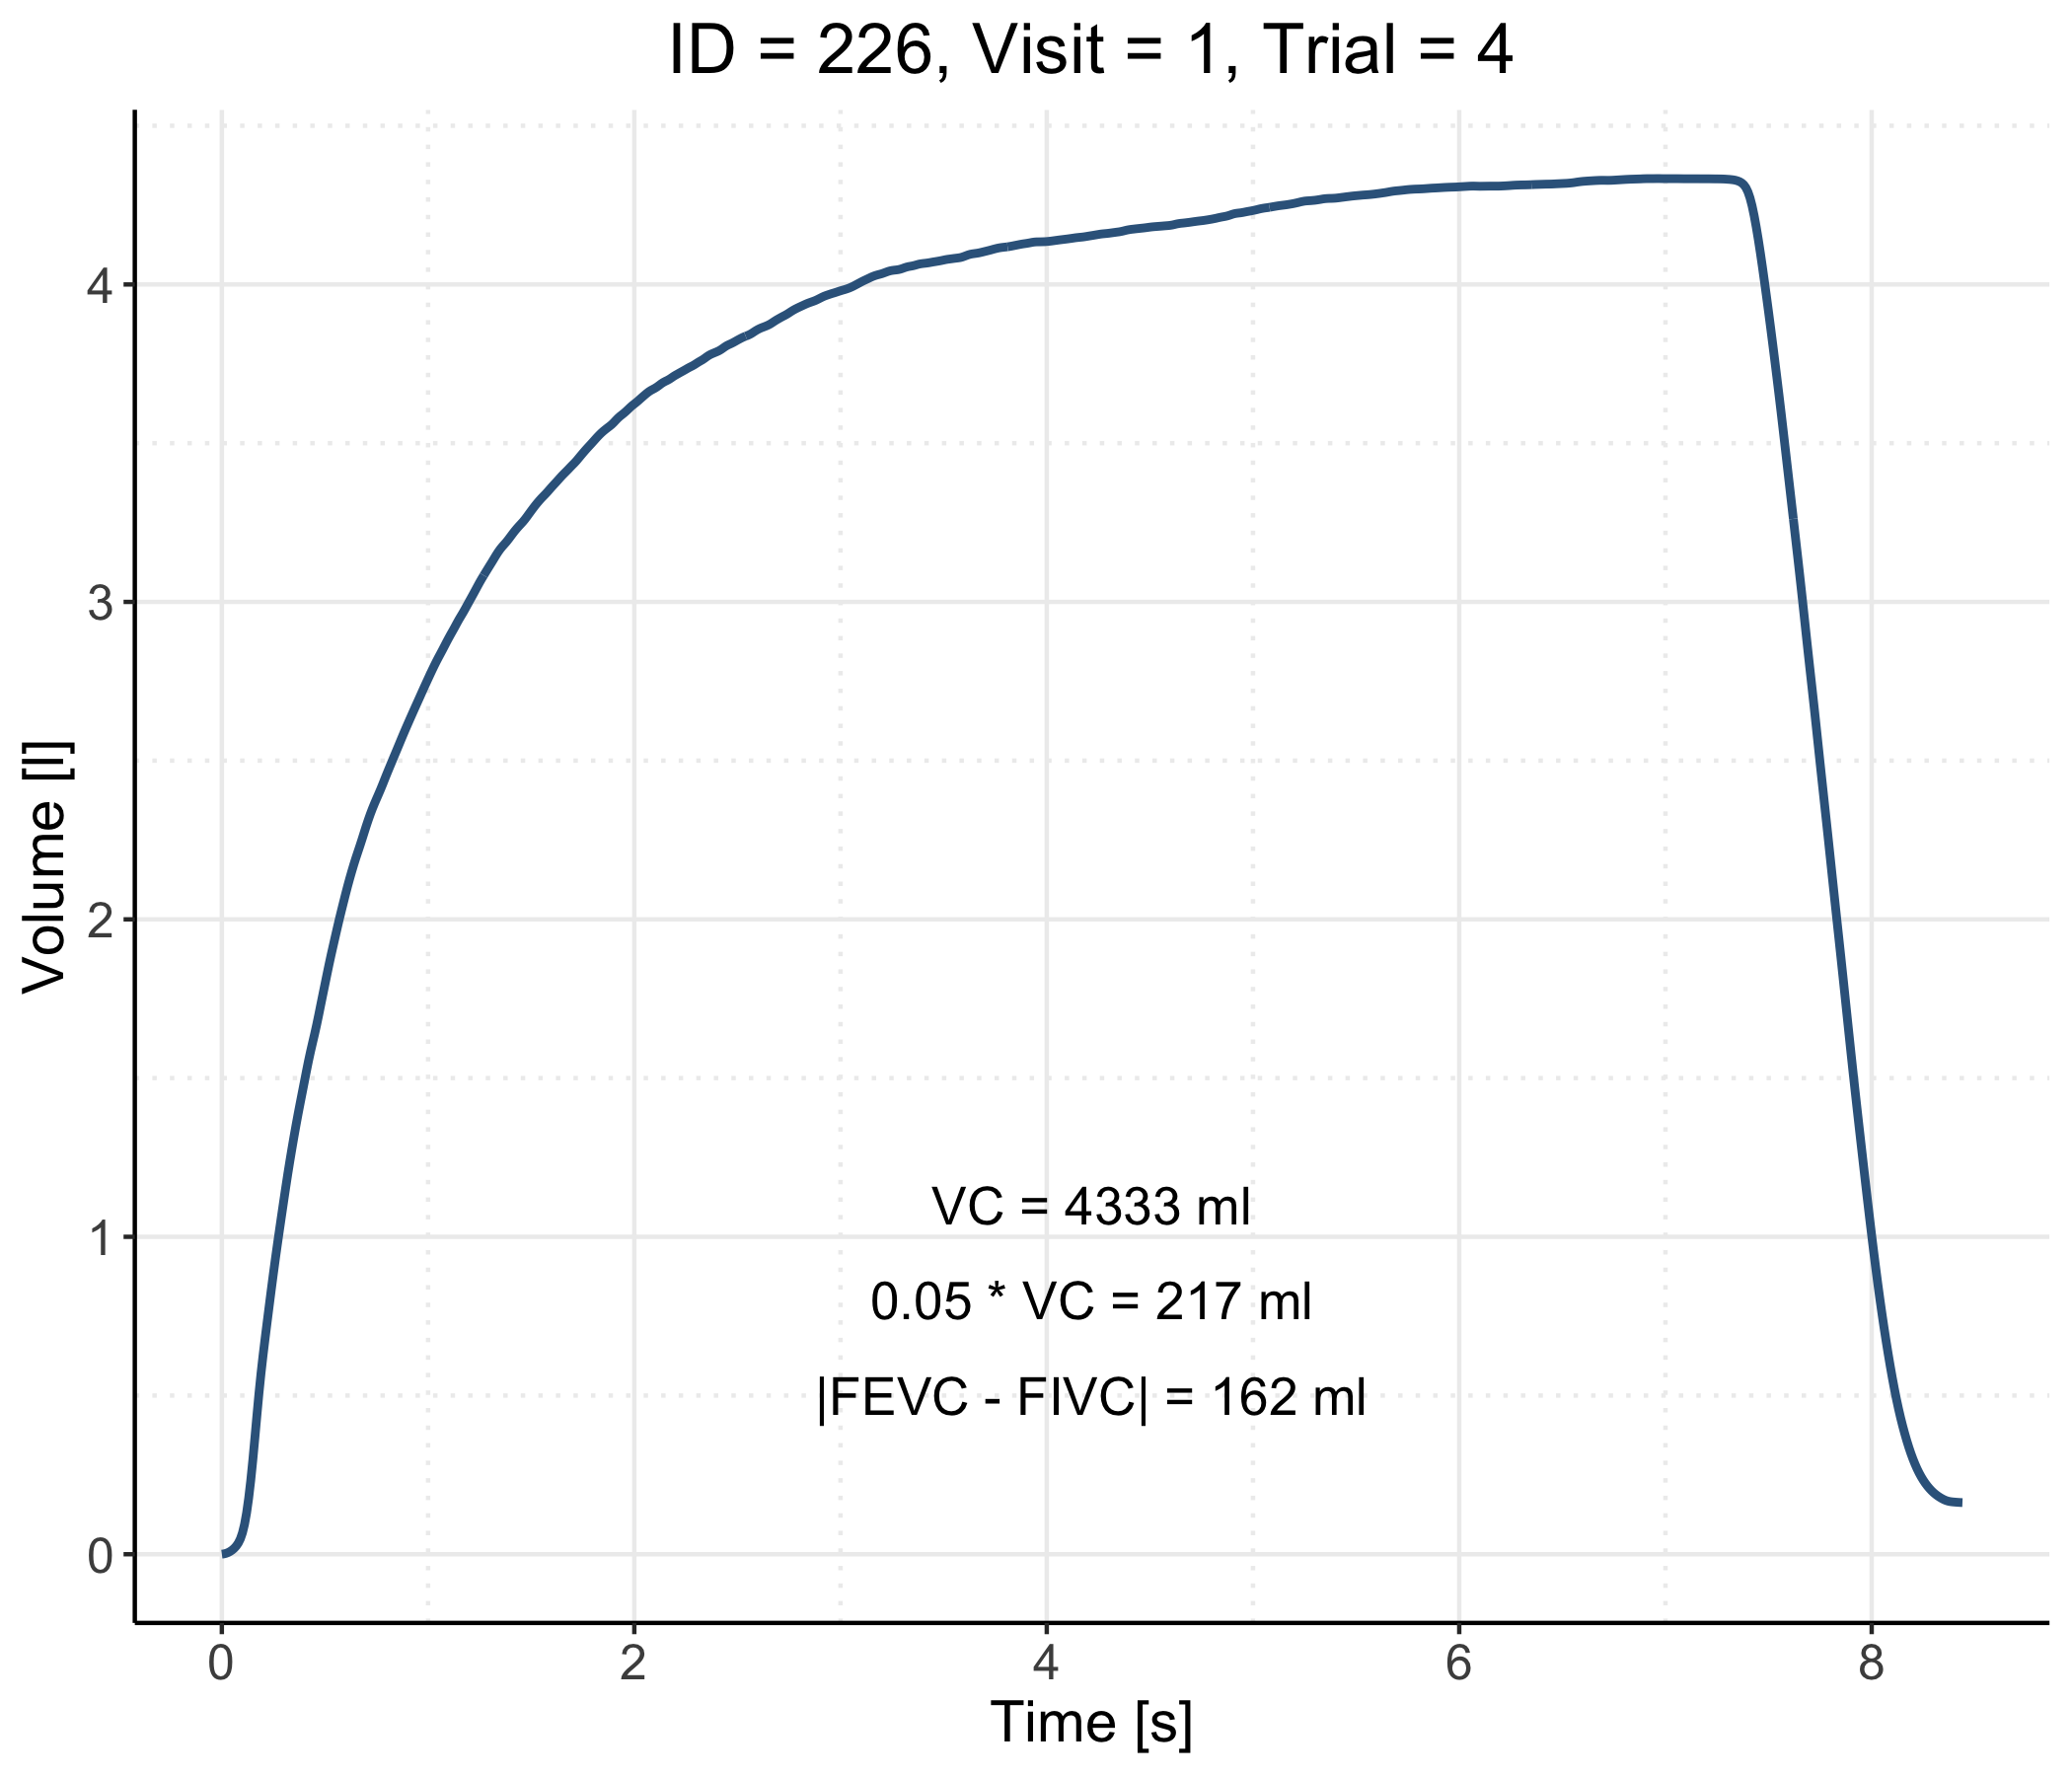 ID = 226, Visit = 1, Trial = 4
Volume [l]
4
3
2
1
0
VC = 4333 ml
0.05 * VC = 217 ml
|FEVC - FIVC| = 162 ml
0 2 4 6 8
Time [s]